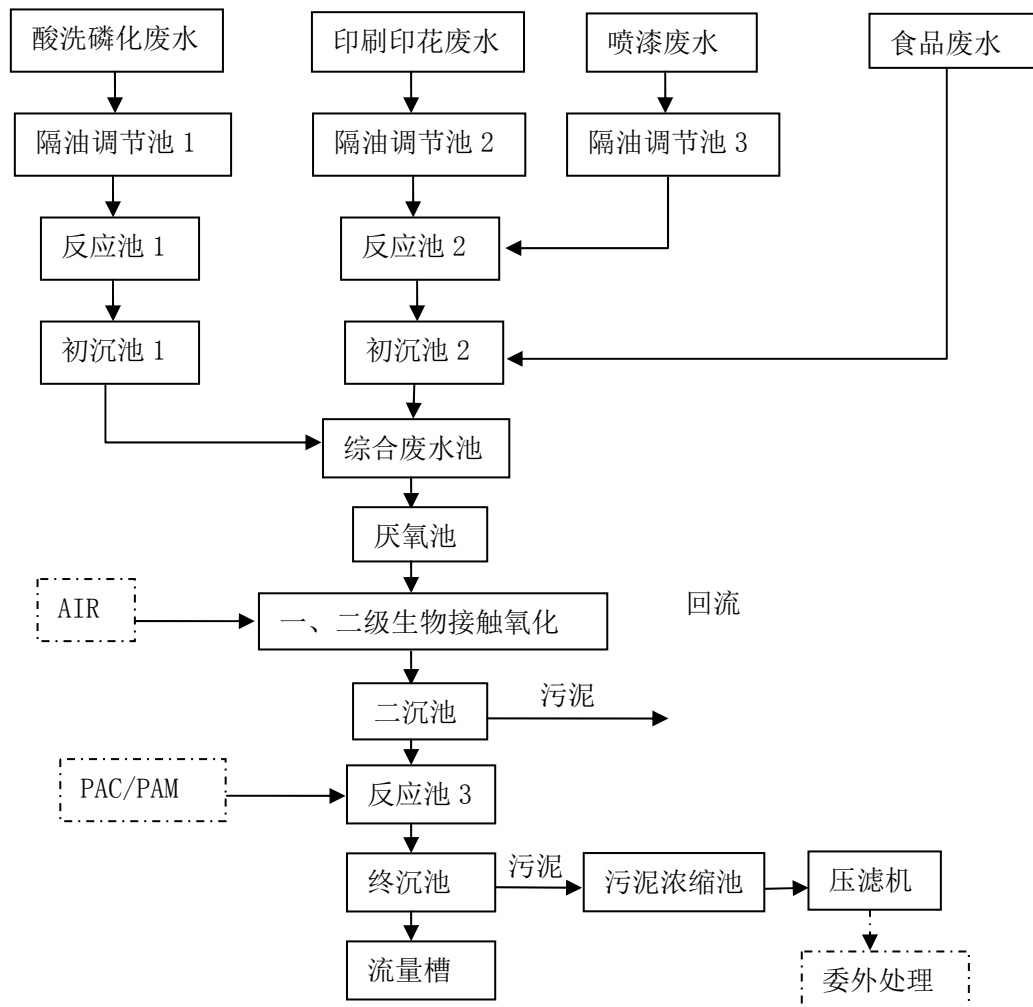 酸洗磷化废水
印刷印花废水
喷漆废水
食品废水
隔油调节池 1
隔油调节池 2
隔油调节池 3
反应池 1
反应池 2
初沉池 1
初沉池 2
综合废水池
厌氧池
AIR
一、二级生物接触氧化
回流
二沉池
污泥
PAC/PAM
反应池 3
终沉池
污泥
污泥浓缩池
压滤机
流量槽
委外处理